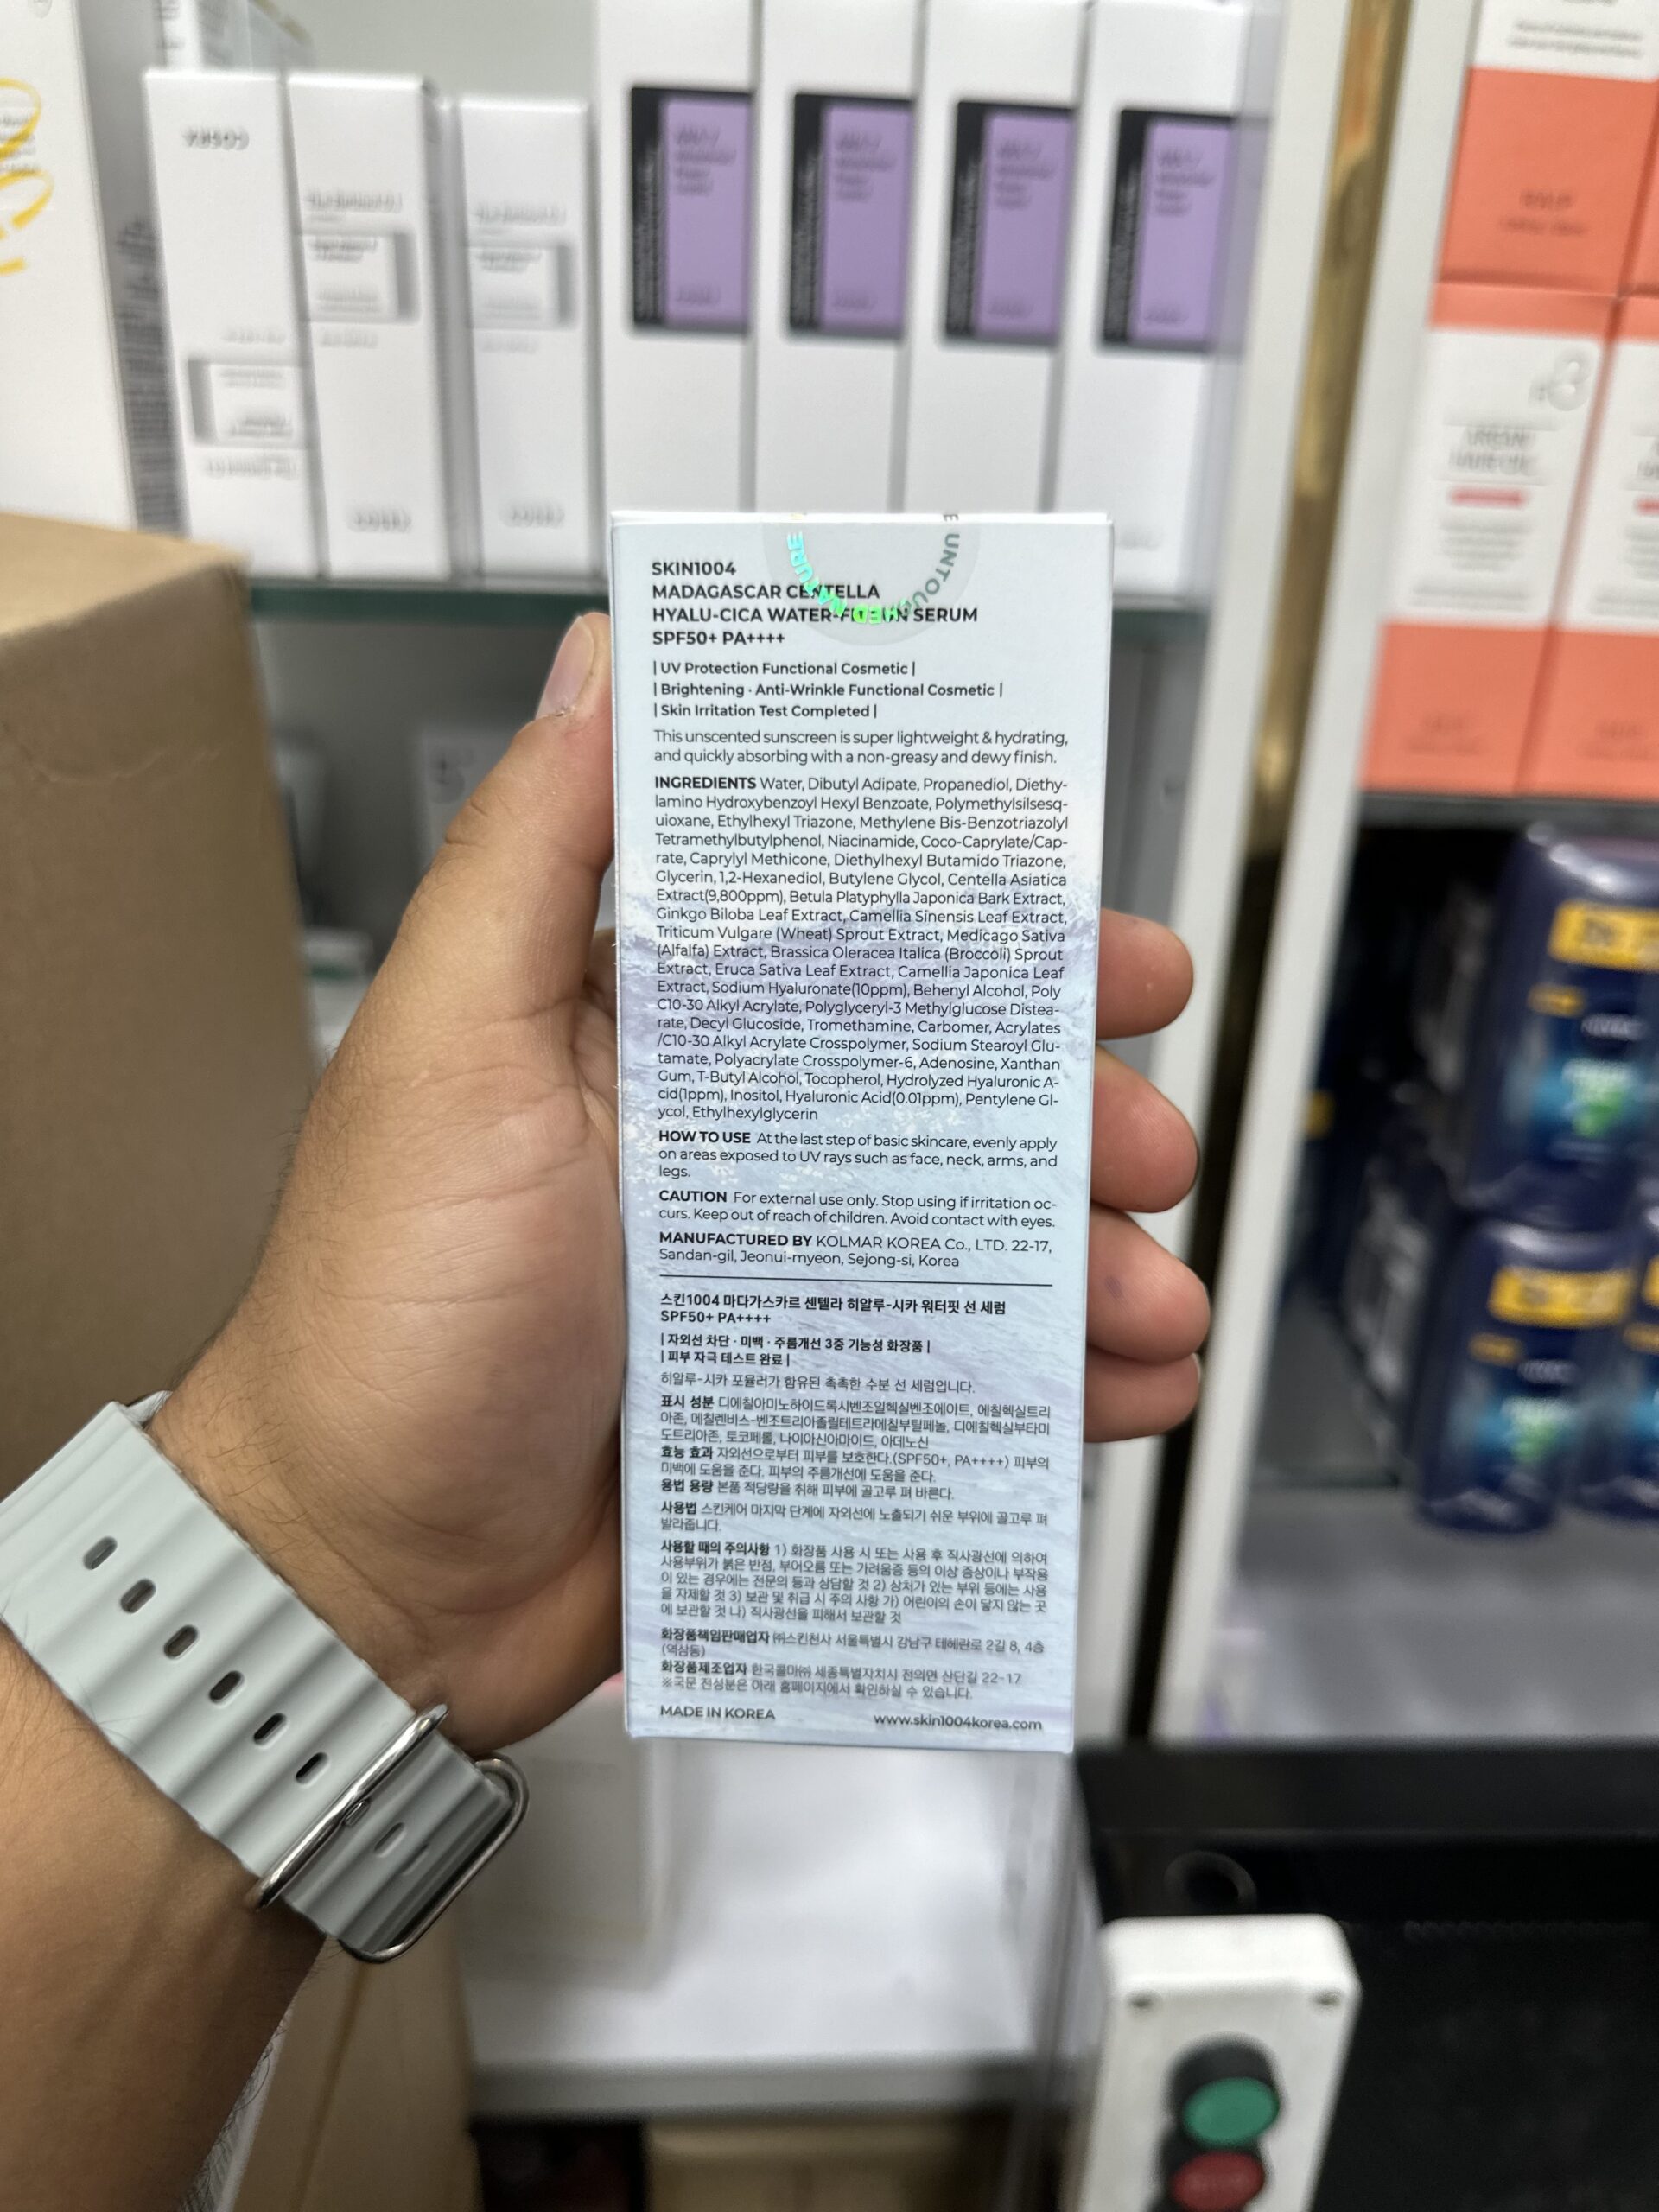 COSRX
SKIN1004
MADAGASCAR CENTELLA
HYALU-CICA WATER-FIT SUN SERUM
SPF50+ PA++++
E UNTOUCHED NATURE
| UV Protection Functional Cosmetic |
| Brightening · Anti-Wrinkle Functional Cosmetic |
| Skin Irritation Test Completed |
This unscented sunscreen is super lightweight & hydrating,
and quickly absorbing with a non-greasy and dewy finish.
INGREDIENTS Water, Dibutyl Adipate, Propanediol, Diethy-
lamino Hydroxybenzoyl Hexyl Benzoate, Polymethylsilsesq-
uioxane, Ethylhexyl Triazone, Methylene Bis-Benzotriazolyl
Tetramethylbutylphenol, Niacinamide, Coco-Caprylate/Cap-
rate, Caprylyl Methicone, Diethylhexyl Butamido Triazone,
Glycerin, 1,2-Hexanediol, Butylene Glycol, Centella Asiatica
Extract(9,800ppm), Betula Platyphylla Japonica Bark Extract,
Ginkgo Biloba Leaf Extract, Camellia Sinensis Leaf Extract,
Triticum Vulgare (Wheat) Sprout Extract, Medicago Sativa
(Alfalfa) Extract, Brassica Oleracea Italica (Broccoli) Sprout
Extract, Eruca Sativa Leaf Extract, Camellia Japonica Leaf
Extract, Sodium Hyaluronate(10ppm), Behenyl Alcohol, Poly
C10-30 Alkyl Acrylate, Polyglyceryl-3 Methylglucose Distea-
rate, Decyl Glucoside, Tromethamine, Carbomer, Acrylates
/C10-30 Alkyl Acrylate Crosspolymer, Sodium Stearoyl Glu-
tamate, Polyacrylate Crosspolymer-6, Adenosine, Xanthan
Gum, T-Butyl Alcohol, Tocopherol, Hydrolyzed Hyaluronic A-
cid(1ppm), Inositol, Hyaluronic Acid(0.01ppm), Pentylene Gl-
ycol, Ethylhexylglycerin
HOW TO USE At the last step of basic skincare, evenly apply
on areas exposed to UV rays such as face, neck, arms, and
legs.
CAUTION For external use only. Stop using if irritation oc-
curs. Keep out of reach of children. Avoid contact with eyes.
MANUFACTURED BY KOLMAR KOREA Co., LTD. 22-17,
Sandan-gil, Jeonui-myeon, Sejong-si, Korea
스킨1004 마다가스카르 센텔라 히알루-시카 워터핏 선 세럼
SPF50+ PA++++
| 자외선 차단 · 미백 · 주름개선 3중 기능성 화장품 |
| 피부 자극 테스트 완료 |
히알루-시카 포뮬러가 함유된 촉촉한 수분 선 세럼입니다.
표시 성분 디에칠아미노하이드록시벤조일헥실벤조에이트, 에칠헥실트리
아존, 메칠렌비스-벤조트리아졸릴테트라메칠부틸페놀, 디에칠헥실부타미
도트리아존, 토코페롤, 나이아신아마이드, 아데노신
효능 효과 자외선으로부터 피부를 보호한다.(SPF50+, PA++++) 피부의
미백에 도움을 준다. 피부의 주름개선에 도움을 준다.
용법 용량 본품 적당량을 취해 피부에 골고루 펴 바른다.
사용법 스킨케어 마지막 단계에 자외선에 노출되기 쉬운 부위에 골고루 펴
발라줍니다.
사용할 때의 주의사항 1) 화장품 사용 시 또는 사용 후 직사광선에 의하여
사용부위가 붉은 반점, 부어오름 또는 가려움증 등의 이상 증상이나 부작용
이 있는 경우에는 전문의 등과 상담할 것 2) 상처가 있는 부위 등에는 사용
을 자제할 것 3) 보관 및 취급 시 주의 사항 가) 어린이의 손이 닿지 않는 곳
에 보관할 것 나) 직사광선을 피해서 보관할 것
화장품책임판매업자 ㈜스킨천사 서울특별시 강남구 테헤란로 2길 8, 4층
(역삼동)
화장품제조업자 한국콜마㈜ 세종특별자치시 전의면 산단길 22-17
※국문 전성분은 아래 홈페이지에서 확인하실 수 있습니다.
MADE IN KOREA
www.skin1004korea.com
ARGAN
HAIR OIL